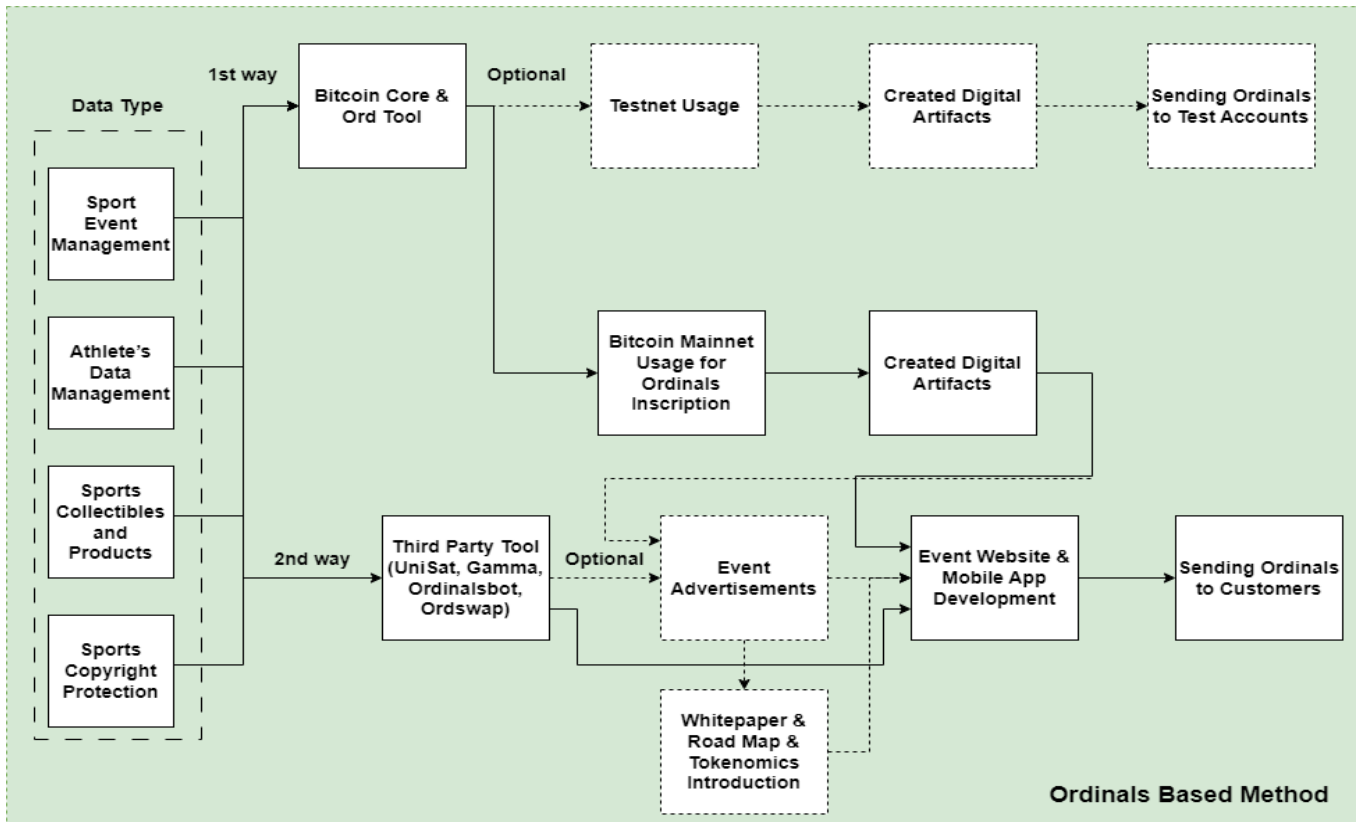 1st way
Optional
Data Type
Bitcoin Core &
Ord Tool
Testnet Usage
Created Digital
Artifacts
Sending Ordinals
to Test Accounts
Sport
Event
Management
Athlete's
Data
Management
Bitcoin Mainnet
Usage for
Ordinals
Inscription
Created Digital
Artifacts
Sports
Collectibles
and
Products
2nd way
Third Party Tool
(UniSat, Gamma,
Ordinalsbot,
Ordswap)
Optional
Event
Advertisements
Event Website &
Mobile App
Development
Sending Ordinals
to Customers
Sports
Copyright
Protection
Whitepaper &
Road Map &
Tokenomics
Introduction
Ordinals Based Method